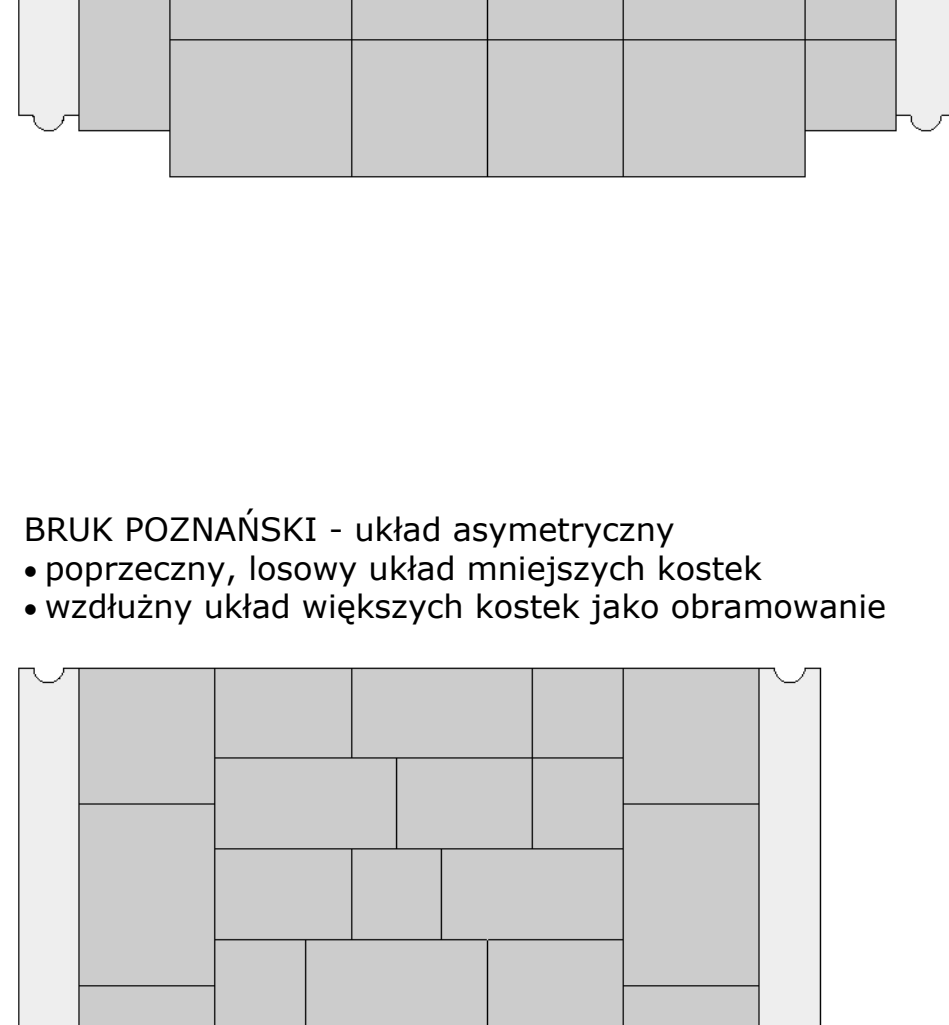 BRUK POZNAŃSKI - układ asymetryczny
• poprzeczny, losowy układ mniejszych kostek
• wzdłużny układ większych kostek jako obramowanie